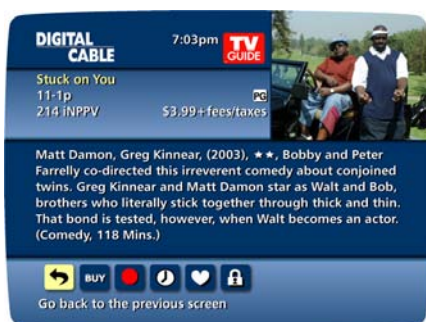 DIGITAL
CABLE
7:03pm
TV
GUIDE
Stuck on You
11-1p
PG
214 iNPPV
$3.99+fees/taxes
Matt Damon, Greg Kinnear, (2003), ★★, Bobby and Peter
Farrelly co-directed this irreverent comedy about conjoined
twins. Greg Kinnear and Matt Damon star as Walt and Bob,
brothers who literally stick together through thick and thin.
That bond is tested, however, when Walt becomes an actor.
(Comedy, 118 Mins.)
BUY
Go back to the previous screen